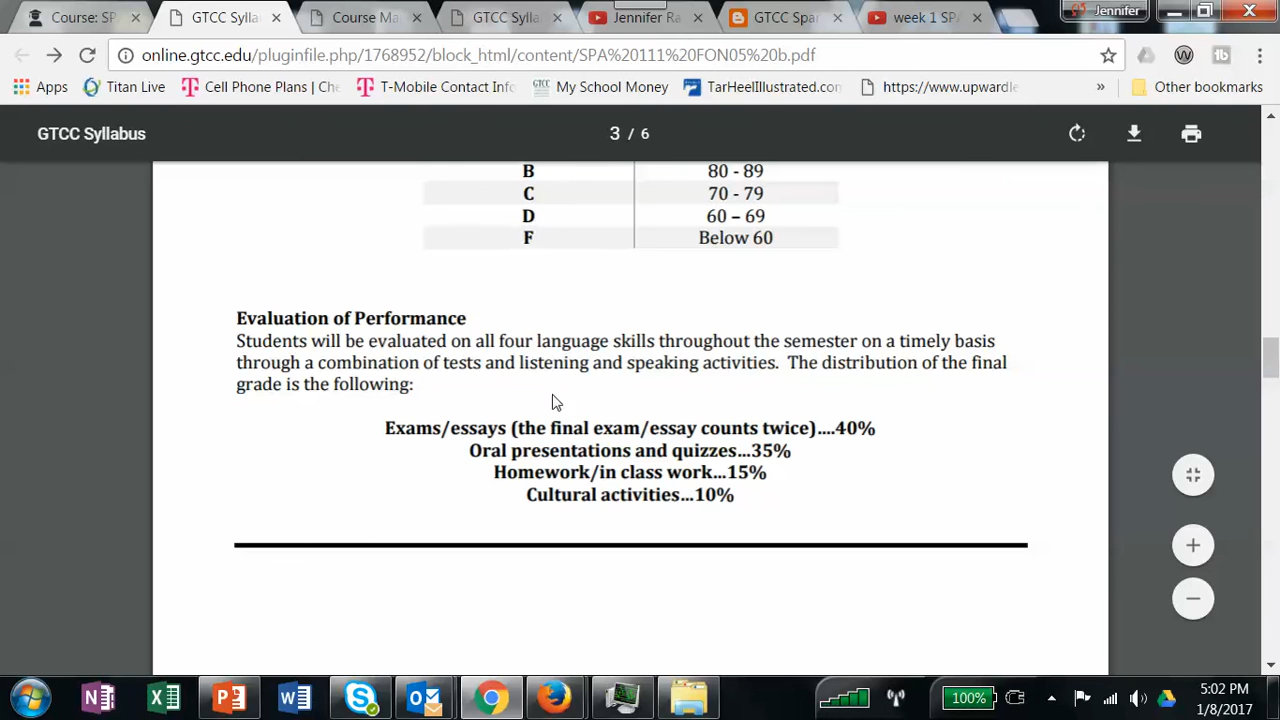 Course: SP
GTCC Sylla
Course Ma
GTCC Sylla
Jennifer Ra
GTCC Spar
week 1 SPA
Jennifer
online.gtcc.edu/pluginfile.php/1768952/block_html/content/SPA%20111%20FON05%20b.pdf
Apps
Titan Live
Cell Phone Plans | Che
T-Mobile Contact Info
GTCC
My School Money
TarHeelIllustrated.com
https://www.upwardle
»
Other bookmarks
GTCC Syllabus
3 / 6
B 80 - 89
C 70 - 79
D 60 – 69
F Below 60
Evaluation of Performance
Students will be evaluated on all four language skills throughout the semester on a timely basis
through a combination of tests and listening and speaking activities. The distribution of the final
grade is the following:
Exams/essays (the final exam/essay counts twice)....40%
Oral presentations and quizzes...35%
Homework/in class work...15%
Cultural activities...10%
100%
5:02 PM
1/8/2017